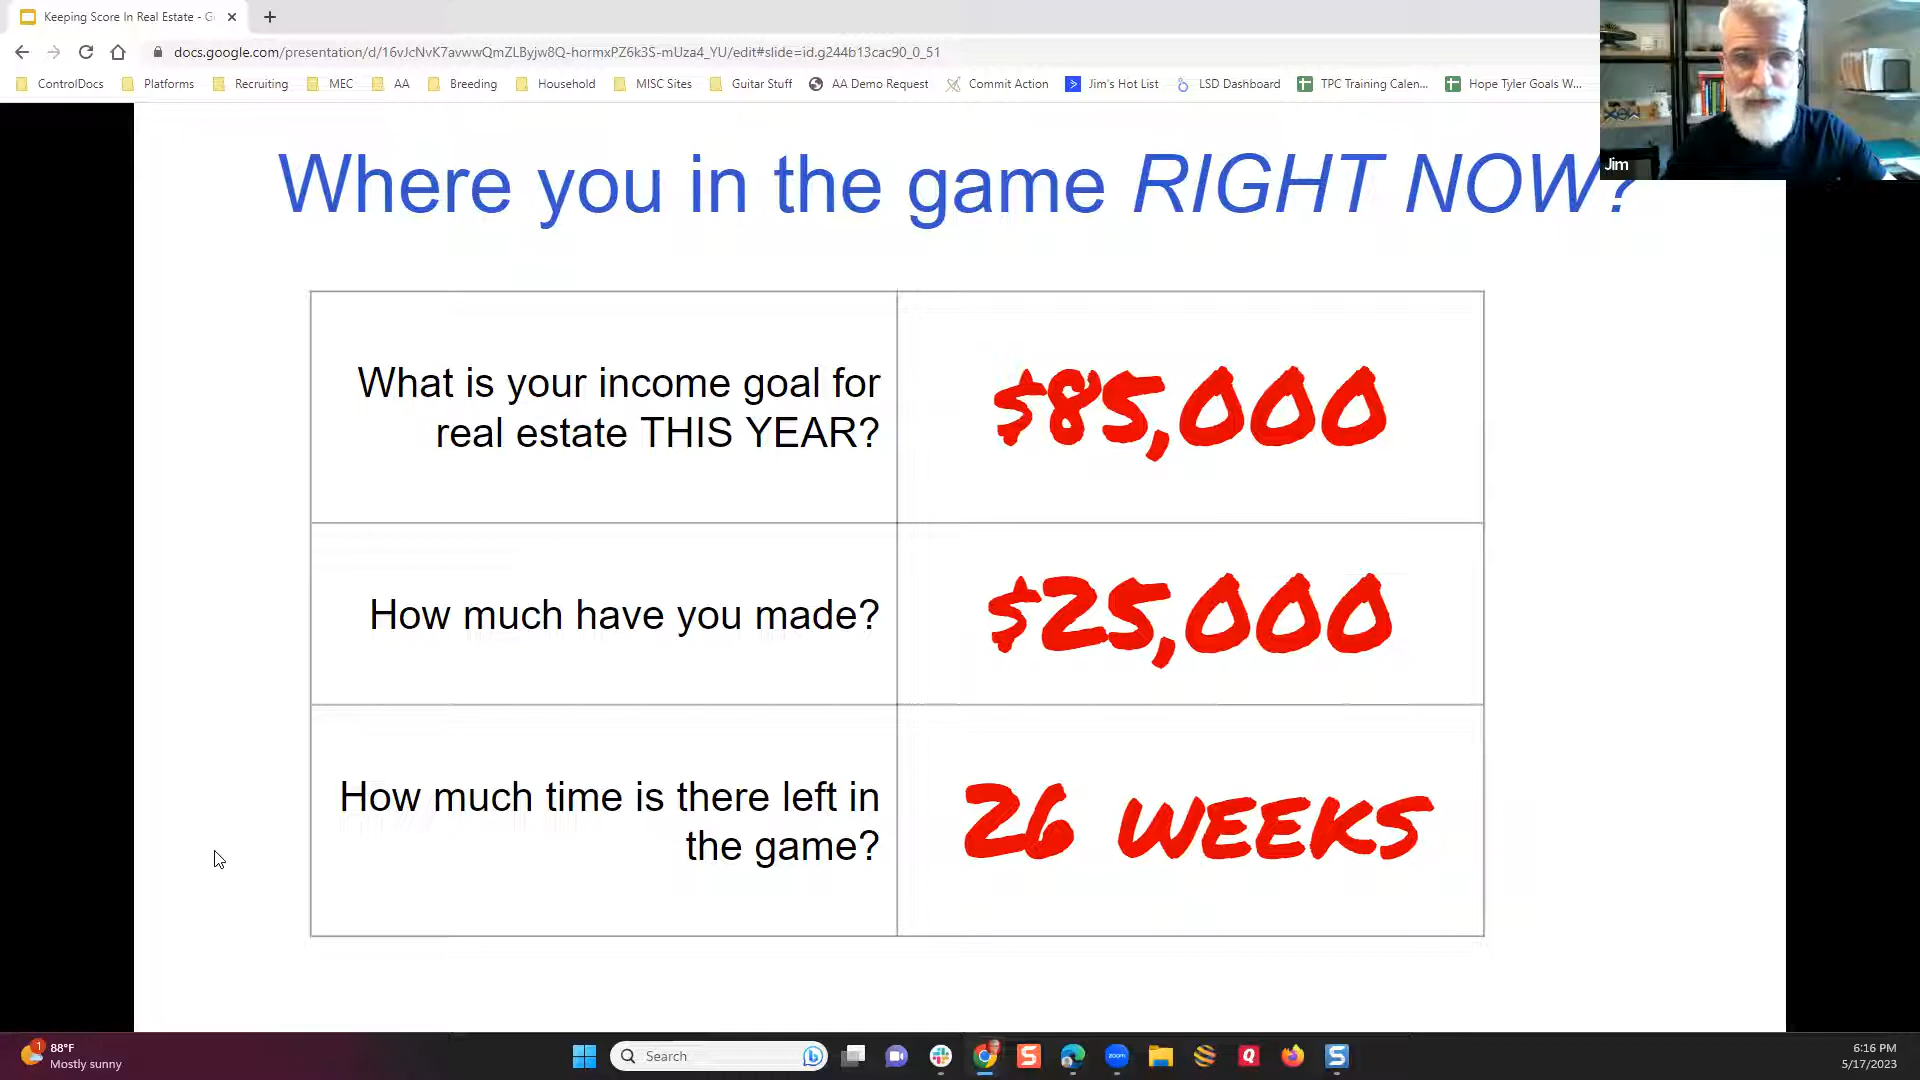 Keeping Score In Real Estate - G
docs.google.com/presentation/d/16vJcNvK7avwwQmZLByjw8Q-hormxPZ6k3S-mUza4_YU/edit#slide=id.g244b13cac90_0_51
ControlDocs Platforms Recruiting MEC AA Breeding Household MISC Sites Guitar Stuff AA Demo Request Commit Action Jim's Hot List LSD Dashboard TPC Training Calen... Hope Tyler Goals W...
Jim
Where you in the game RIGHT NOW?
What is your income goal for
real estate THIS YEAR?
$85,000
How much have you made?
$25,000
How much time is there left in
the game?
26 WEEKS
1
88°F
Mostly sunny
Search
zoom
S
Q
S
6:16 PM
5/17/2023